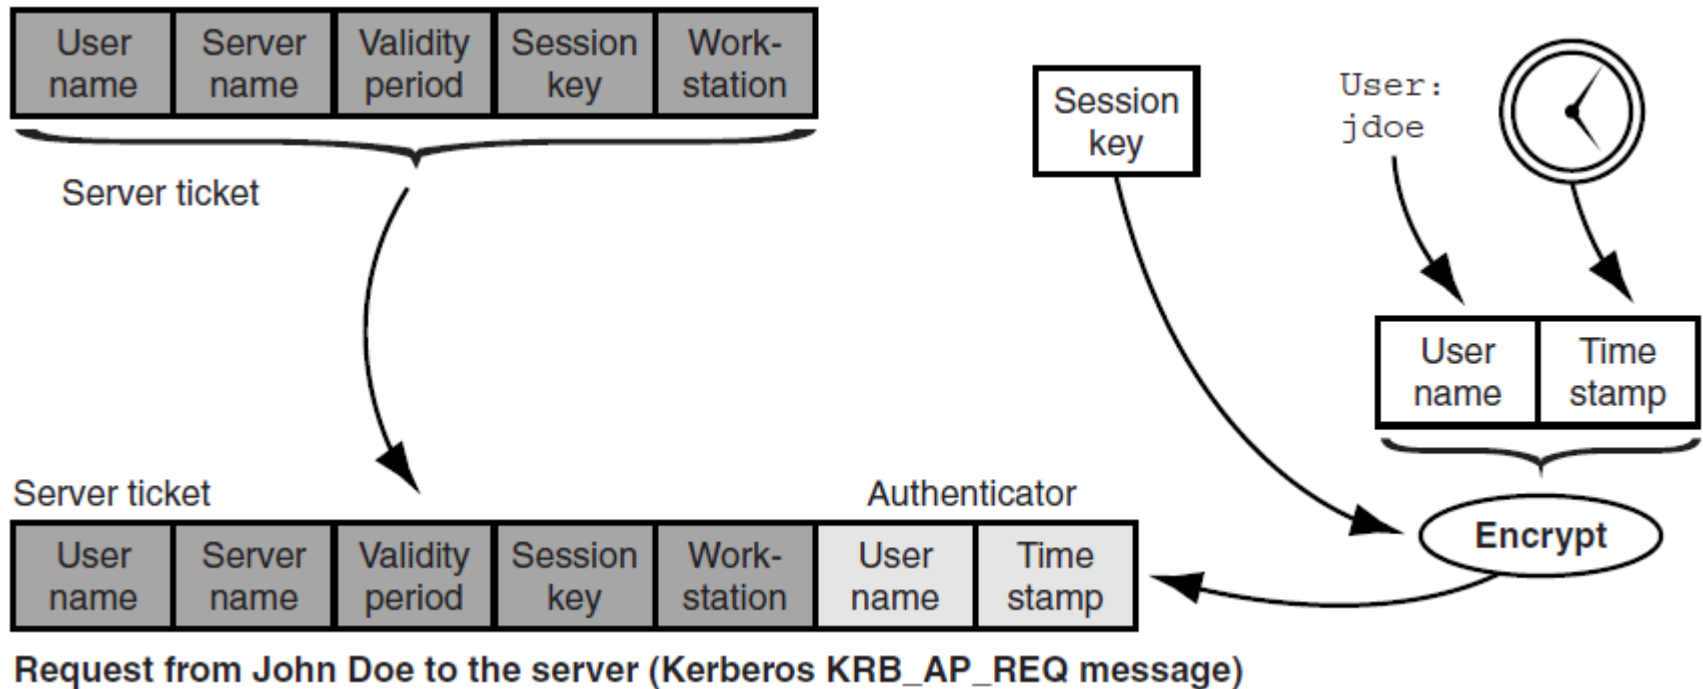 User name
Server name
Validity period
Session key
Work-station
Server ticket
Session key
User:
jdoe
User name
Time stamp
Encrypt
Server ticket
Authenticator
User name
Server name
Validity period
Session key
Work-station
User name
Time stamp
Request from John Doe to the server (Kerberos KRB_AP_REQ message)